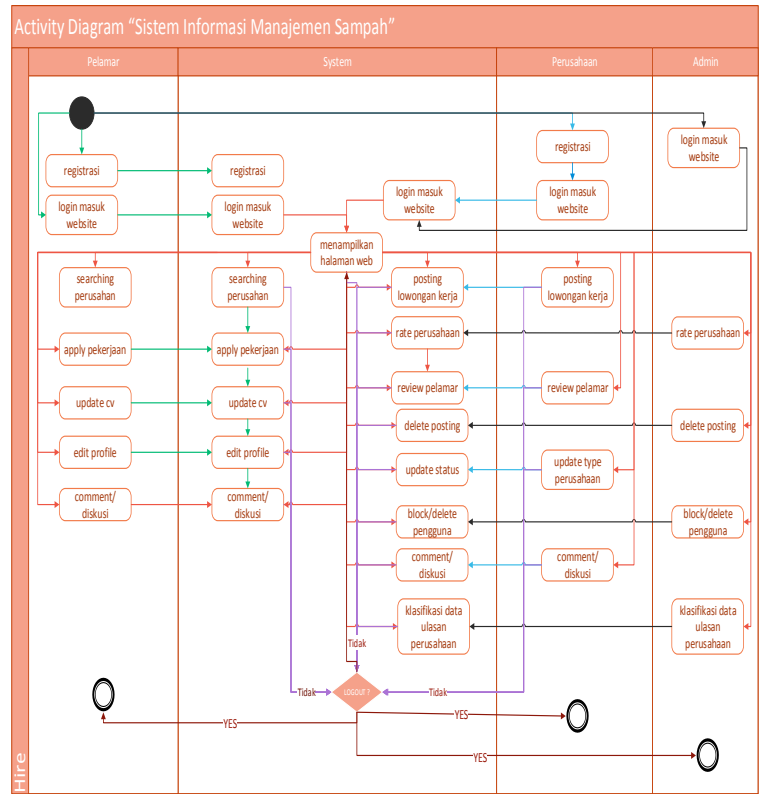 Activity Diagram “Sistem Informasi Manajemen Sampah”
Pelamar
System
Perusahaan
Admin
registrasi
login masuk
website
registrasi
registrasi
login masuk
website
login masuk
website
login masuk
website
login masuk
website
menampilkan
halaman web
searching
perusahan
searching
perusahan
posting
lowongan kerja
posting
lowongan kerja
apply pekerjaan
apply pekerjaan
rate perusahaan
rate perusahaan
update cv
update cv
review pelamar
review pelamar
delete posting
delete posting
edit profile
edit profile
update status
update type
perusahaan
comment/
diskusi
comment/
diskusi
block/delete
pengguna
block/delete
pengguna
comment/
diskusi
comment/
diskusi
klasifikasi data
ulasan
perusahaan
klasifikasi data
ulasan
perusahaan
Tidak
Tidak
LOGOUT ?
Tidak
YES
YES
YES
Hire